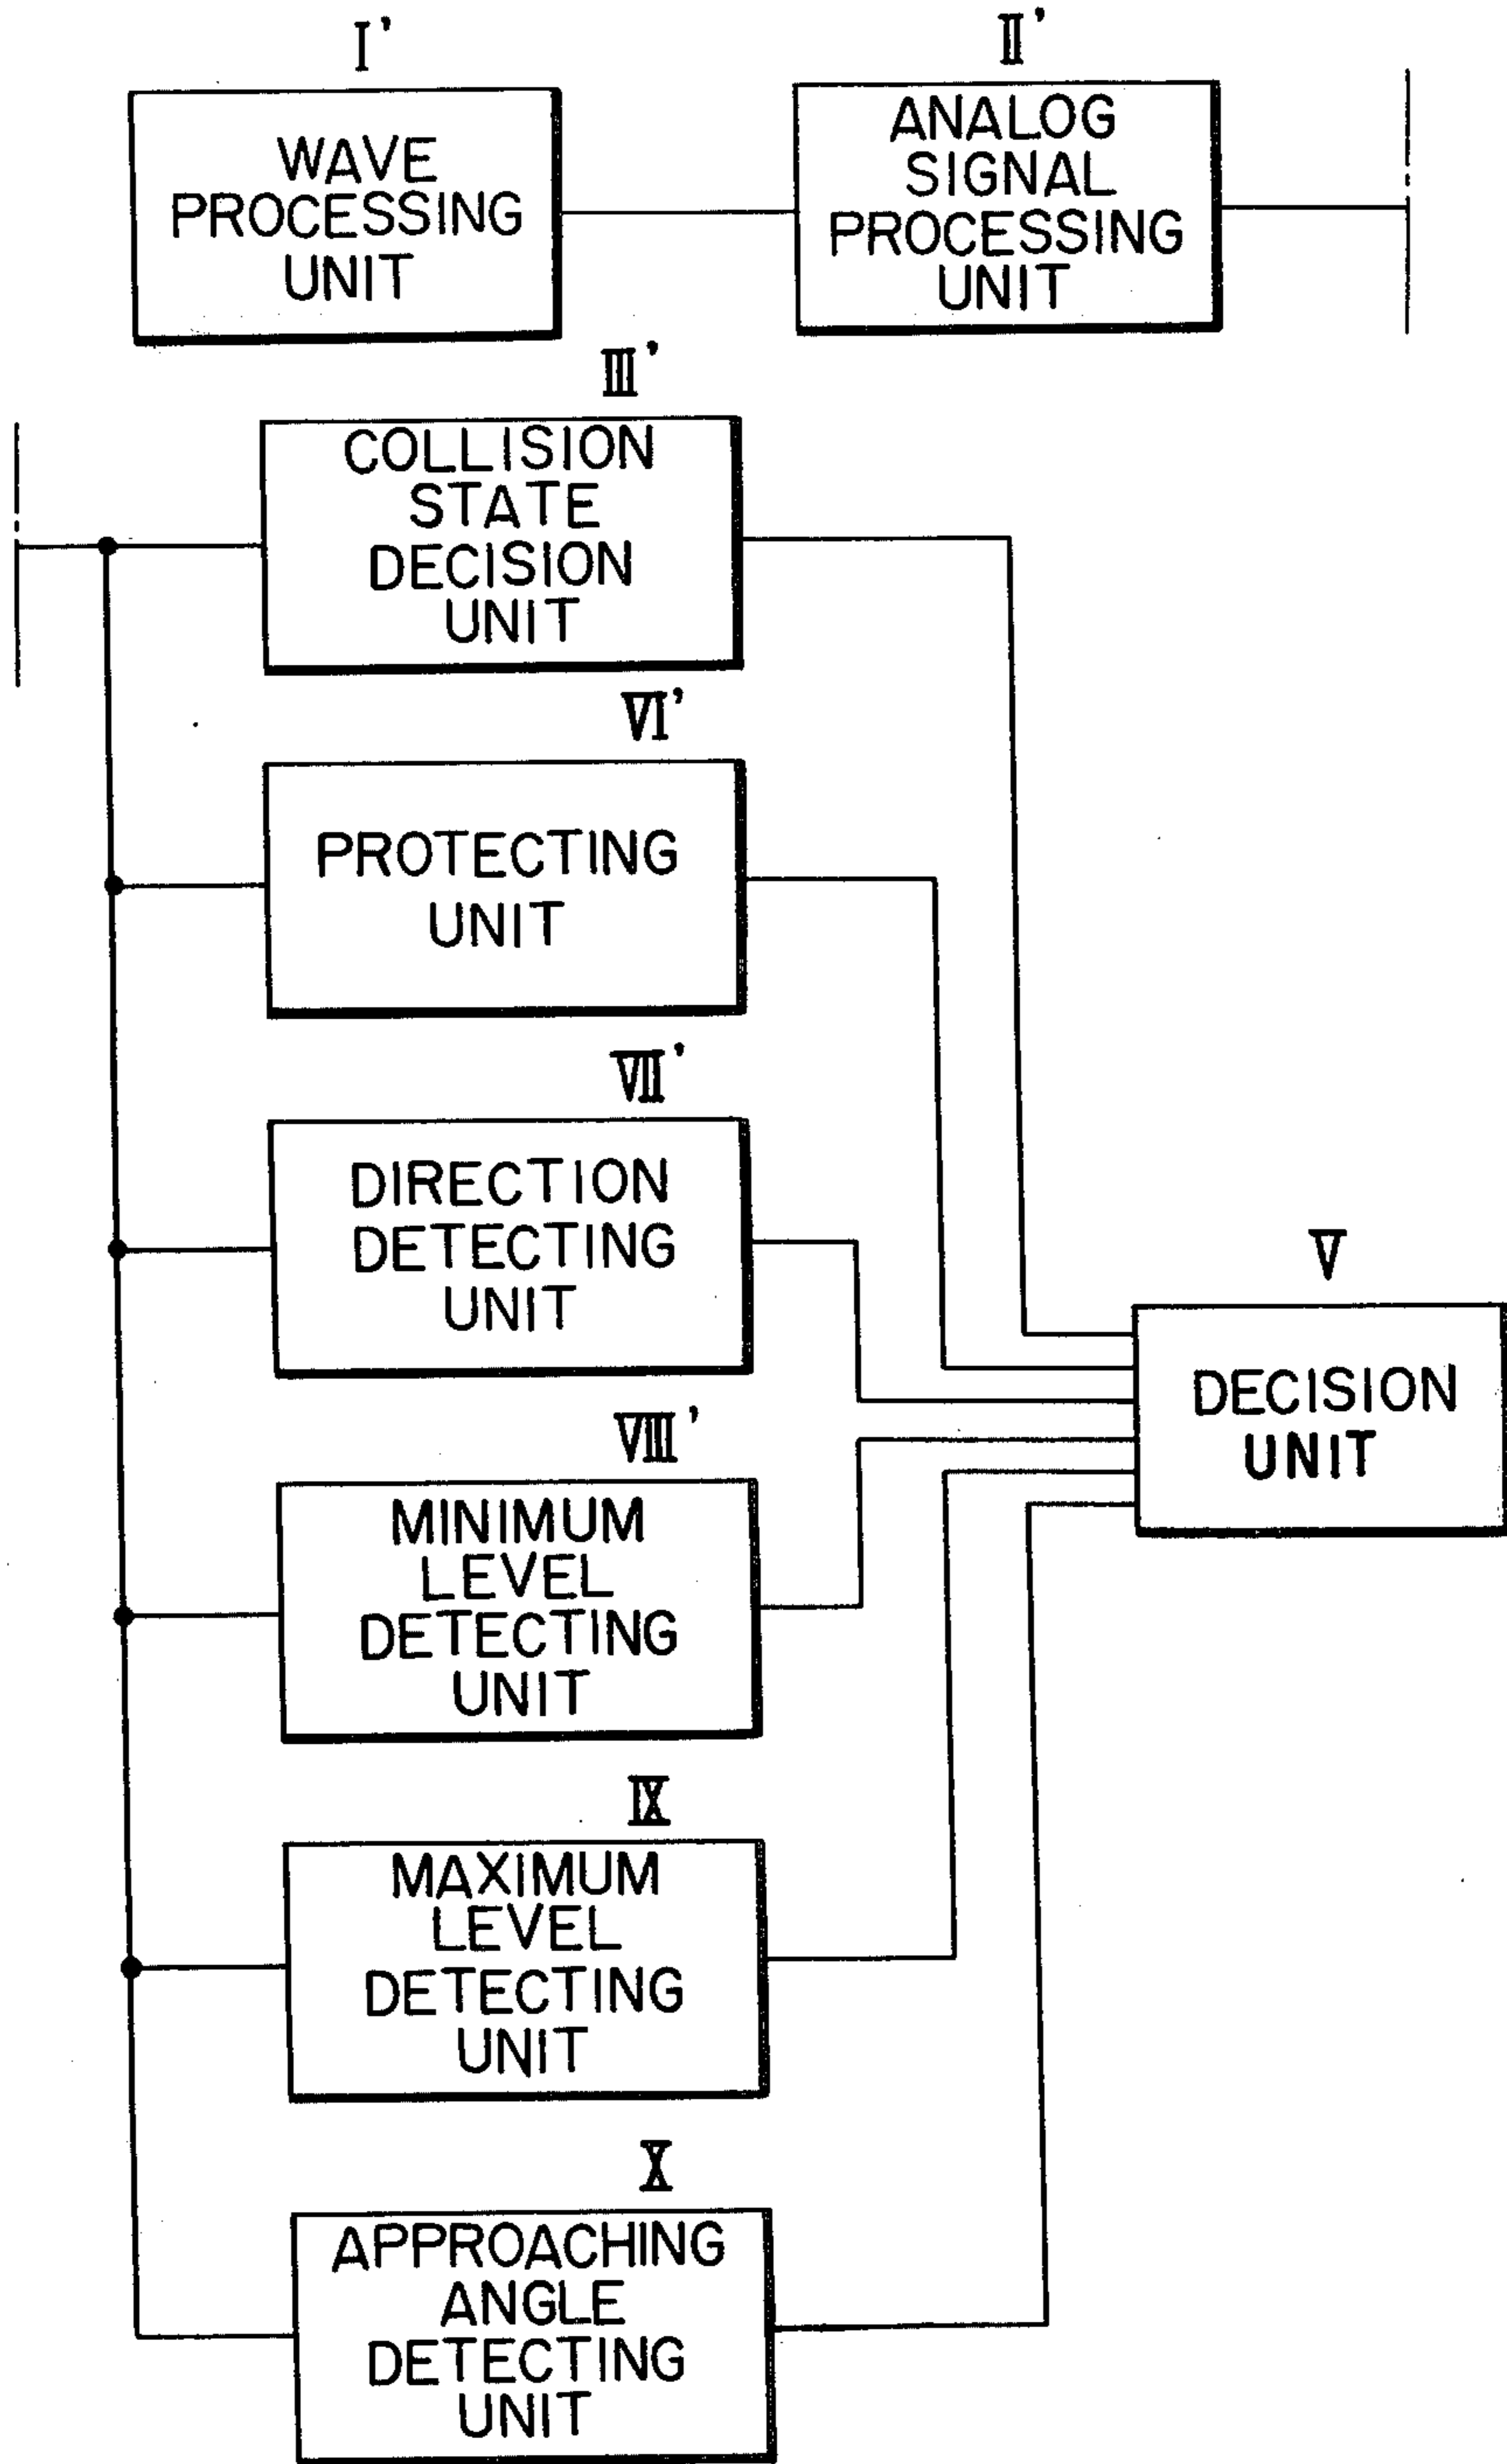 I'
WAVE
PROCESSING
UNIT
II'
ANALOG
SIGNAL
PROCESSING
UNIT
III'
COLLISION
STATE
DECISION
UNIT
VI'
PROTECTING
UNIT
VII'
DIRECTION
DETECTING
UNIT
V
DECISION
UNIT
VIII'
MINIMUM
LEVEL
DETECTING
UNIT
IX
MAXIMUM
LEVEL
DETECTING
UNIT
X
APPROACHING
ANGLE
DETECTING
UNIT